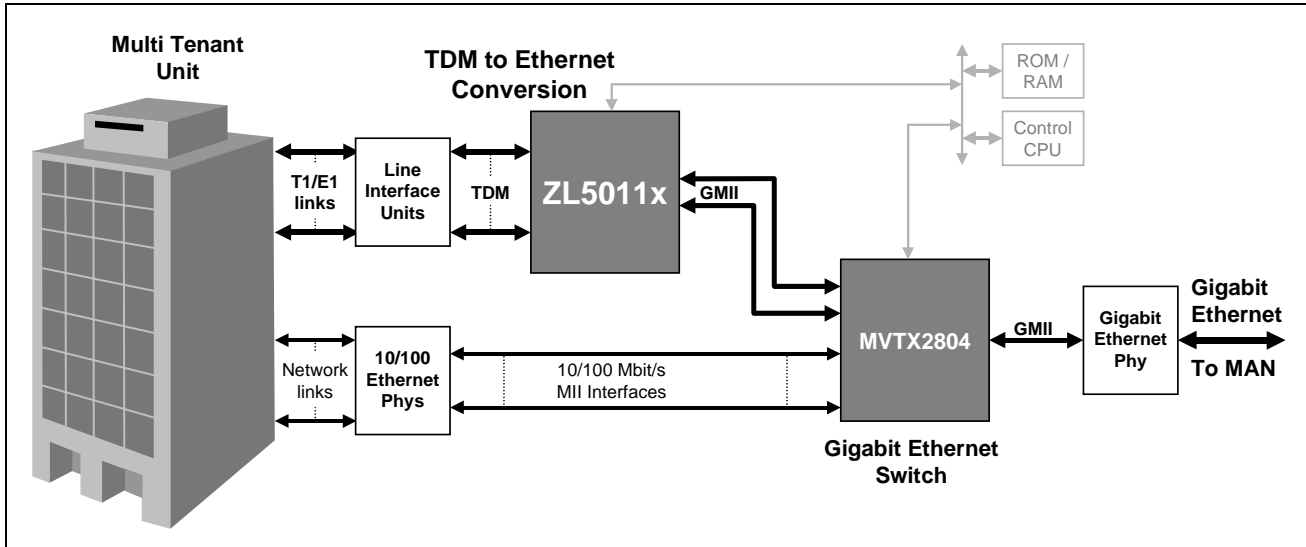 Multi Tenant
Unit
TDM to Ethernet
Conversion
ROM /
RAM
Control
CPU
T1/E1
links
Line
Interface
Units
TDM
ZL5011x
GMII
Network
links
10/100
Ethernet
Phys
10/100 Mbit/s
MII Interfaces
MVTX2804
Gigabit Ethernet
Switch
GMII
Gigabit
Ethernet
Phy
Gigabit
Ethernet
To MAN